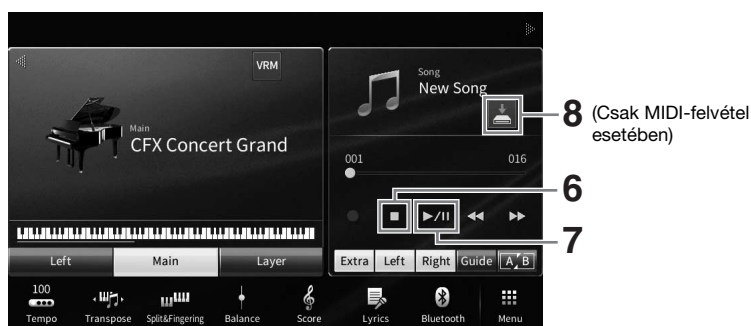 VRM
Main
CFX Concert Grand
Left
Main
Layer
Song
New Song
001
016
Extra
Left
Right
Guide
A B
100
Tempo
Transpose
Split&Fingering
Balance
Score
Lyrics
Bluetooth
Menu
6
7
8 (Csak MIDI-felvétel
esetében)